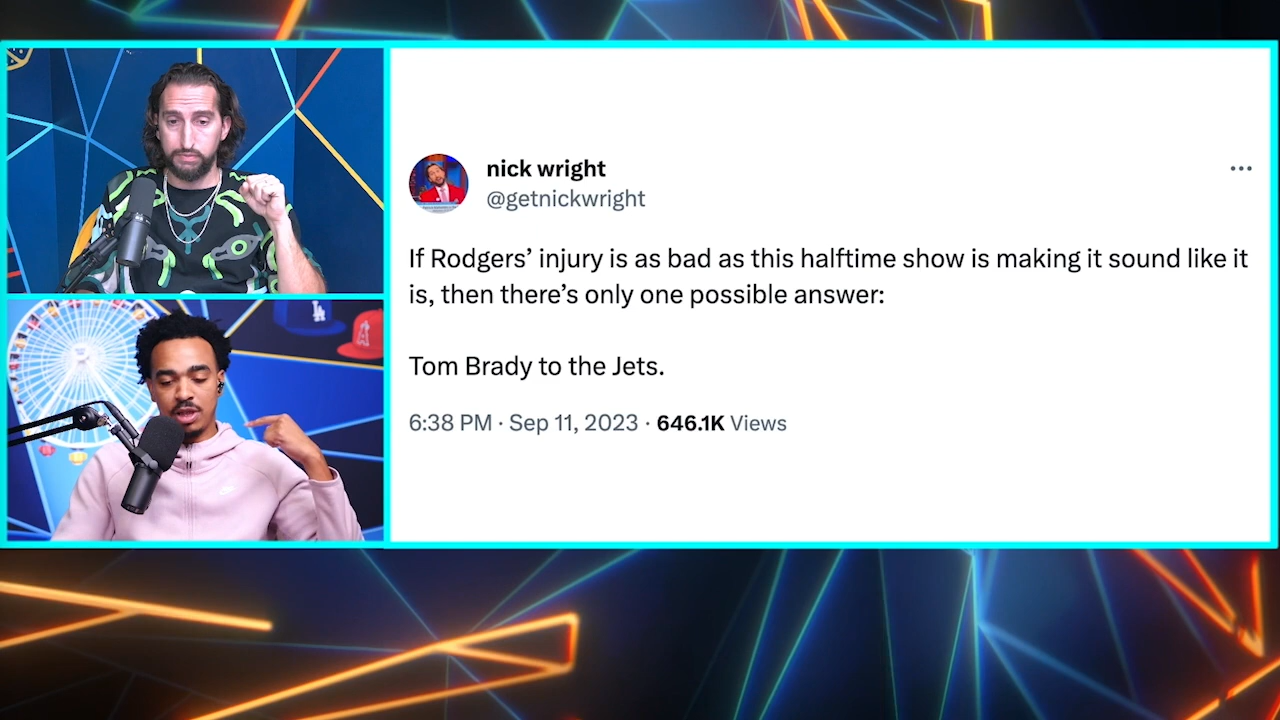 nick wright
@getnickwright
If Rodgers’ injury is as bad as this halftime show is making it sound like it
is, then there’s only one possible answer:
Tom Brady to the Jets.
6:38 PM · Sep 11, 2023 · 646.1K Views
LA
A